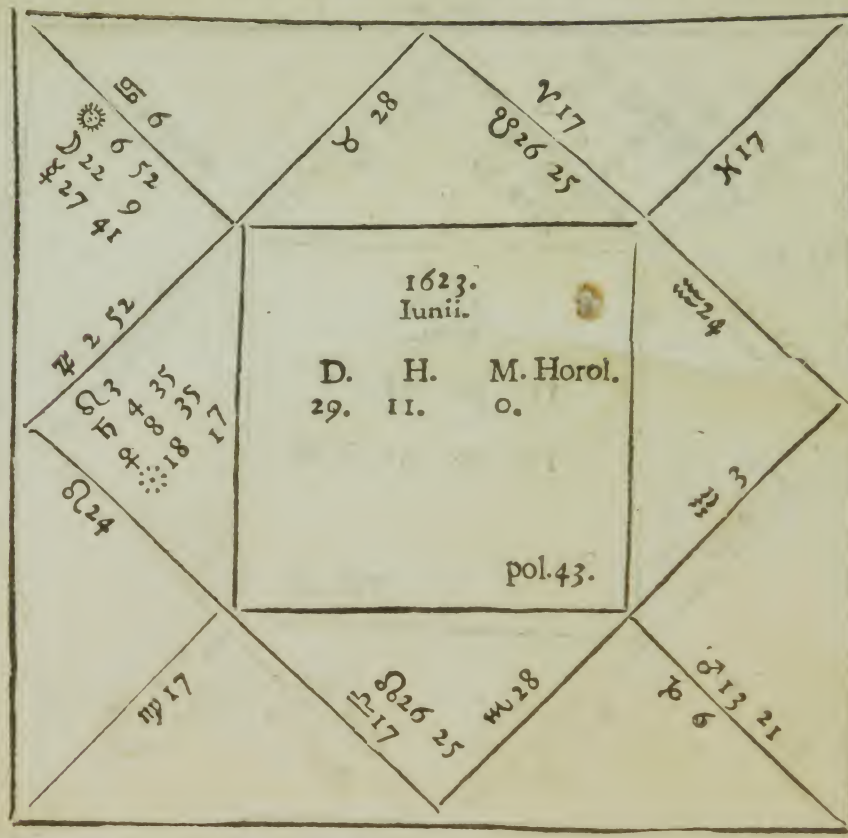 ♋ 6
☉ 6 52
☽ 22 9
☿ 27 41
♉ 28
♈ 17
☋ 26 25
♓ 17
♒ 24
♃ 2 52
♌ 3
♄ 4 35
♀ 8 35
18 17
♌ 24
1623.
Iunii.
D. H. M. Horol.
29. 11. 0.
pol. 43.
♒ 3
♍ 17
☊ 26 25
♎ 17
♏ 28
♂ 13 21
♑ 6